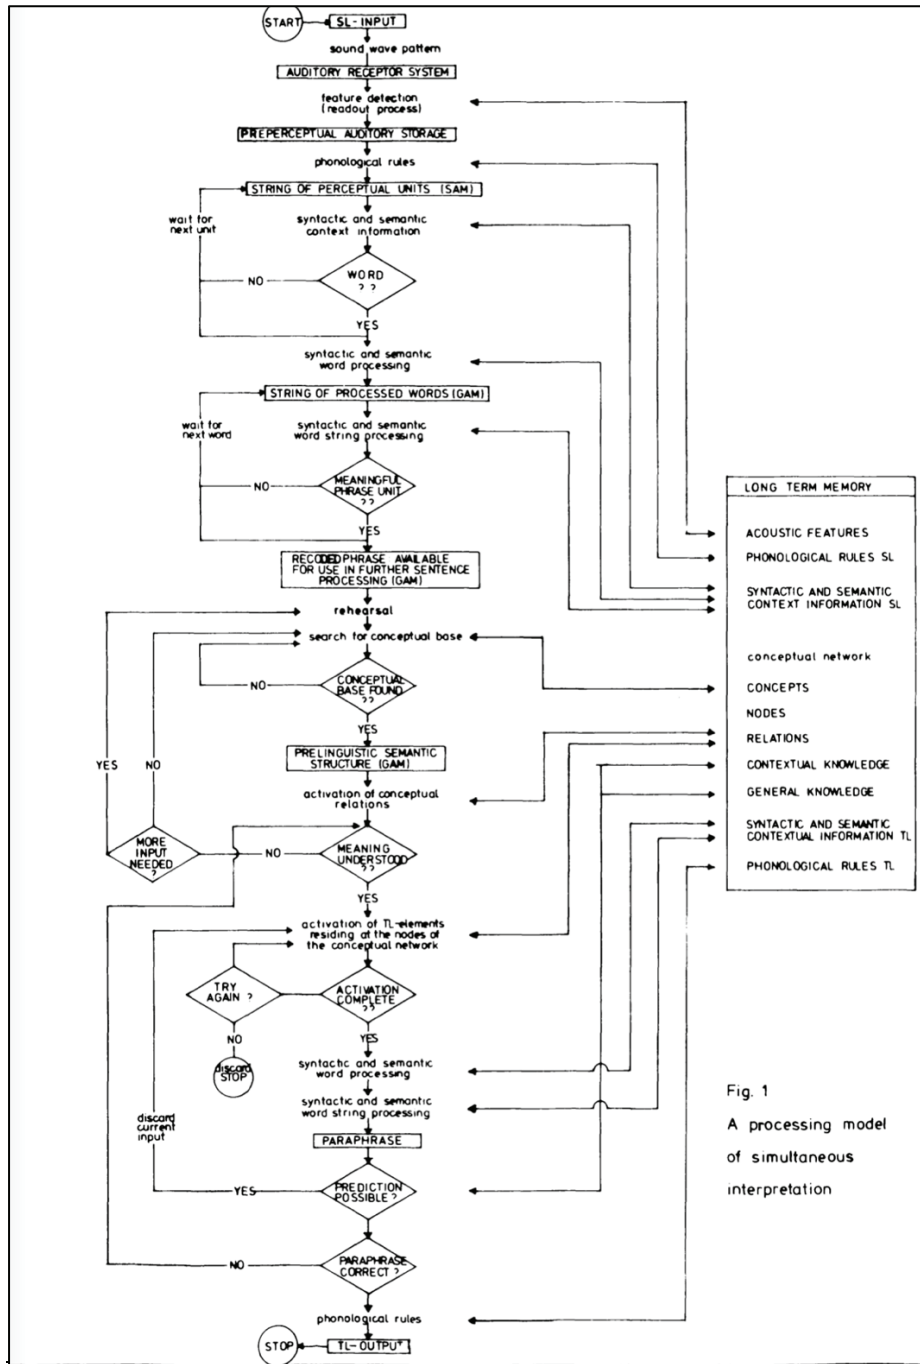 START
SL-INPUT
sound wave pattern
AUDITORY RECEPTOR SYSTEM
feature detection
(readout process)
PREPERCEPTUAL AUDITORY STORAGE
phonological rules
STRING OF PERCEPTUAL UNITS (SAM)
wait for
next unit
syntactic and semantic
context information
NO
WORD
? ?
YES
syntactic and semantic
word processing
STRING OF PROCESSED WORDS (GAM)
wait for
next word
syntactic and semantic
word string processing
NO
MEANINGFUL
PHRASE UNIT
??
YES
RECODED PHRASE AVAILABLE
FOR USE IN FURTHER SENTENCE
PROCESSING (GAM)
rehearsal
search for conceptual base
NO
CONCEPTUAL
BASE FOUND
??
YES
PRELINGUISTIC SEMANTIC
STRUCTURE (GAM)
YES
NO
activation of conceptual
relations
MORE
INPUT
NEEDED
?
NO
MEANING
UNDERSTOOD
??
YES
activation of TL-elements
residing at the nodes of
the conceptual network
TRY
AGAIN ?
ACTIVATION
COMPLETE
??
NO
YES
discard
STOP
syntactic and semantic
word processing
syntactic and semantic
word string processing
discard
current
input
PARAPHRASE
YES
PREDICTION
POSSIBLE ?
NO
PARAPHRASE
CORRECT ?
phonological rules
STOP
TL-OUTPUT
LONG TERM MEMORY
ACOUSTIC FEATURES
PHONOLOGICAL RULES SL
SYNTACTIC AND SEMANTIC
CONTEXT INFORMATION SL
conceptual network
CONCEPTS
NODES
RELATIONS
CONTEXTUAL KNOWLEDGE
GENERAL KNOWLEDGE
SYNTACTIC AND SEMANTIC
CONTEXTUAL INFORMATION TL
PHONOLOGICAL RULES TL
Fig. 1
A processing model
of simultaneous
interpretation